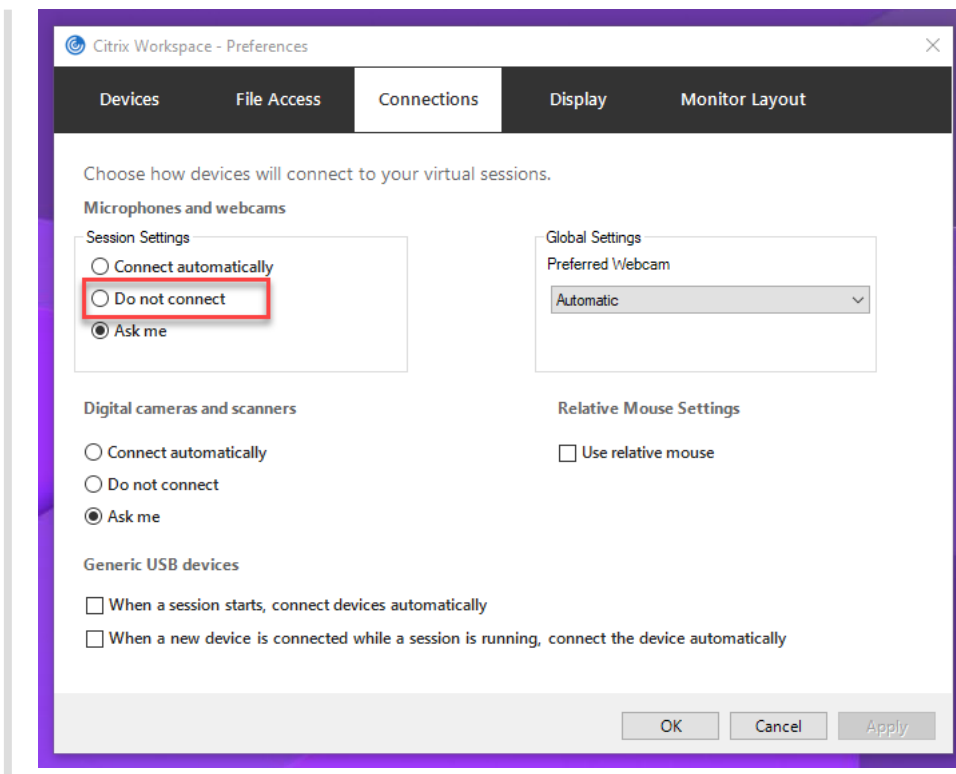 Citrix Workspace - Preferences
Devices File Access Connections Display Monitor Layout
Choose how devices will connect to your virtual sessions.
Microphones and webcams
Session Settings
Connect automatically
Do not connect
Ask me
Global Settings
Preferred Webcam
Automatic
Digital cameras and scanners
Connect automatically
Do not connect
Ask me
Relative Mouse Settings
Use relative mouse
Generic USB devices
When a session starts, connect devices automatically
When a new device is connected while a session is running, connect the device automatically
OK Cancel Apply